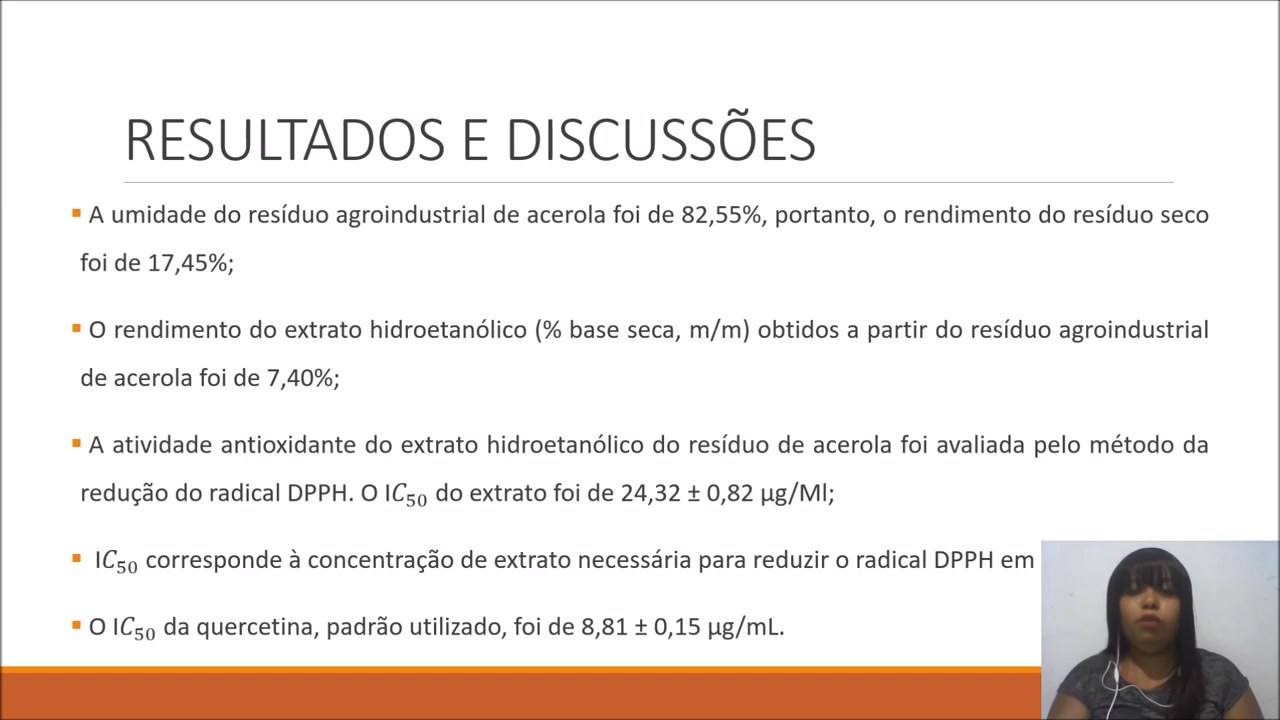 RESULTADOS E DISCUSSÕES
▪ A umidade do resíduo agroindustrial de acerola foi de 82,55%, portanto, o rendimento do resíduo seco
foi de 17,45%;
▪ O rendimento do extrato hidroetanólico (% base seca, m/m) obtidos a partir do resíduo agroindustrial
de acerola foi de 7,40%;
▪ A atividade antioxidante do extrato hidroetanólico do resíduo de acerola foi avaliada pelo método da
redução do radical DPPH. O IC₅₀ do extrato foi de 24,32 ± 0,82 µg/Ml;
▪ IC₅₀ corresponde à concentração de extrato necessária para reduzir o radical DPPH em
▪ O IC₅₀ da quercetina, padrão utilizado, foi de 8,81 ± 0,15 µg/mL.